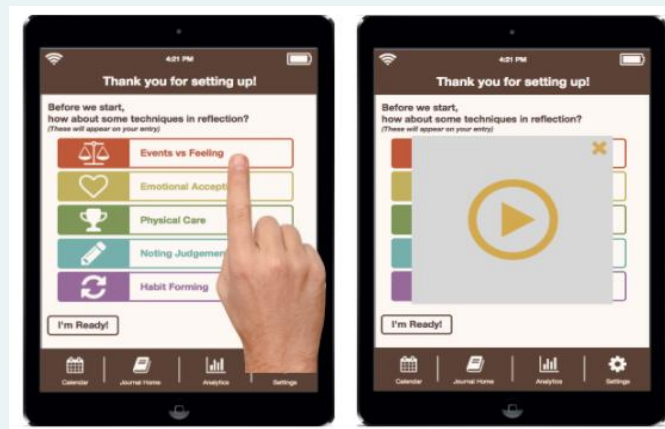 4:21 PM
Thank you for setting up!
Before we start,
how about some techniques in reflection?
(These will appear on your entry)
Events vs Feeling
Emotional Accept
Physical Care
Noting Judgemen
Habit Forming
I'm Ready!
Calendar
Journal Home
Analytics
Settings
4:21 PM
Thank you for setting up!
Before we start,
how about some techniques in reflection?
(These will appear on your entry)
I'm Ready!
Calendar
Journal Home
Analytics
Settings